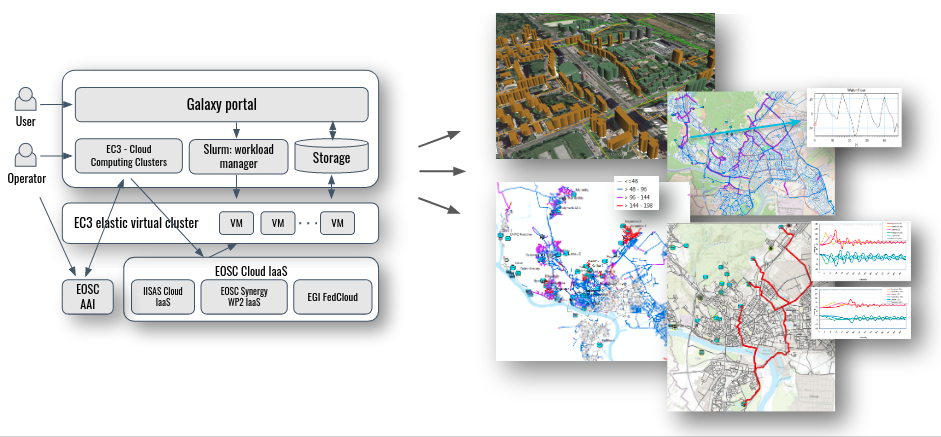 User
Operator
Galaxy portal
EC3 - Cloud
Computing Clusters
Slurm: workload
manager
Storage
EC3 elastic virtual cluster
VM
VM
VM
EOSC
AAI
EOSC Cloud IaaS
IISAS Cloud
IaaS
EOSC Synergy
WP2 IaaS
EGI FedCloud
<=48
> 48 - 96
> 96 - 144
> 144 - 198